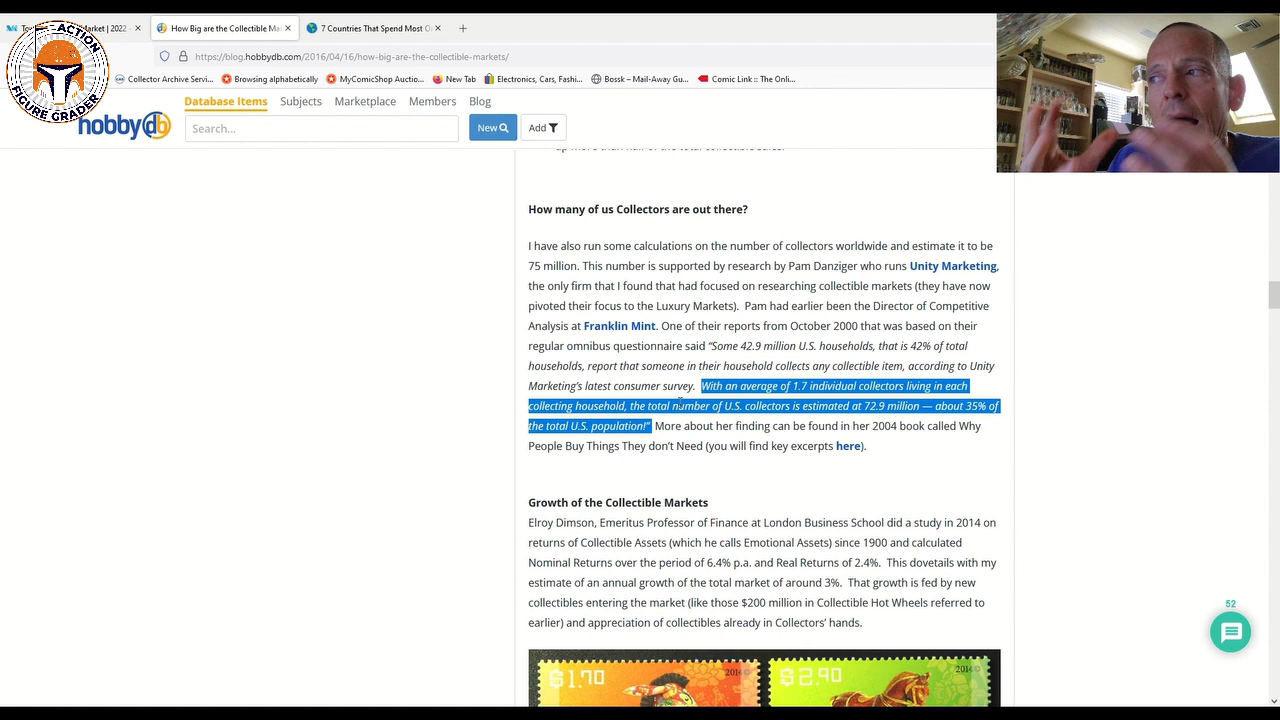 Market | 2022
How Big are the Collectible Ma
7 Countries That Spend Most O
ACTION
FIGURE GRADER
https://blog.hobbydb.com/2016/04/16/how-big-are-the-collectible-markets/
Collector Archive Servi...
Browsing alphabetically
MyComicShop Auctio...
New Tab
Electronics, Cars, Fashi...
Bossk – Mail-Away Gu...
Comic Link :: The Onli...
hobbydb
Database Items
Subjects
Marketplace
Members
Blog
Search...
New
Add
up more than half of the total collectible sales.
How many of us Collectors are out there?
I have also run some calculations on the number of collectors worldwide and estimate it to be
75 million. This number is supported by research by Pam Danziger who runs Unity Marketing,
the only firm that I found that had focused on researching collectible markets (they have now
pivoted their focus to the Luxury Markets). Pam had earlier been the Director of Competitive
Analysis at Franklin Mint. One of their reports from October 2000 that was based on their
regular omnibus questionnaire said “Some 42.9 million U.S. households, that is 42% of total
households, report that someone in their household collects any collectible item, according to Unity
Marketing’s latest consumer survey. With an average of 1.7 individual collectors living in each
collecting household, the total number of U.S. collectors is estimated at 72.9 million — about 35% of
the total U.S. population!” More about her finding can be found in her 2004 book called Why
People Buy Things They don’t Need (you will find key excerpts here).
Growth of the Collectible Markets
Elroy Dimson, Emeritus Professor of Finance at London Business School did a study in 2014 on
returns of Collectible Assets (which he calls Emotional Assets) since 1900 and calculated
Nominal Returns over the period of 6.4% p.a. and Real Returns of 2.4%. This dovetails with my
estimate of an annual growth of the total market of around 3%. That growth is fed by new
collectibles entering the market (like those $200 million in Collectible Hot Wheels referred to
earlier) and appreciation of collectibles already in Collectors’ hands.
52
$1.70
2014
$2.90
2014